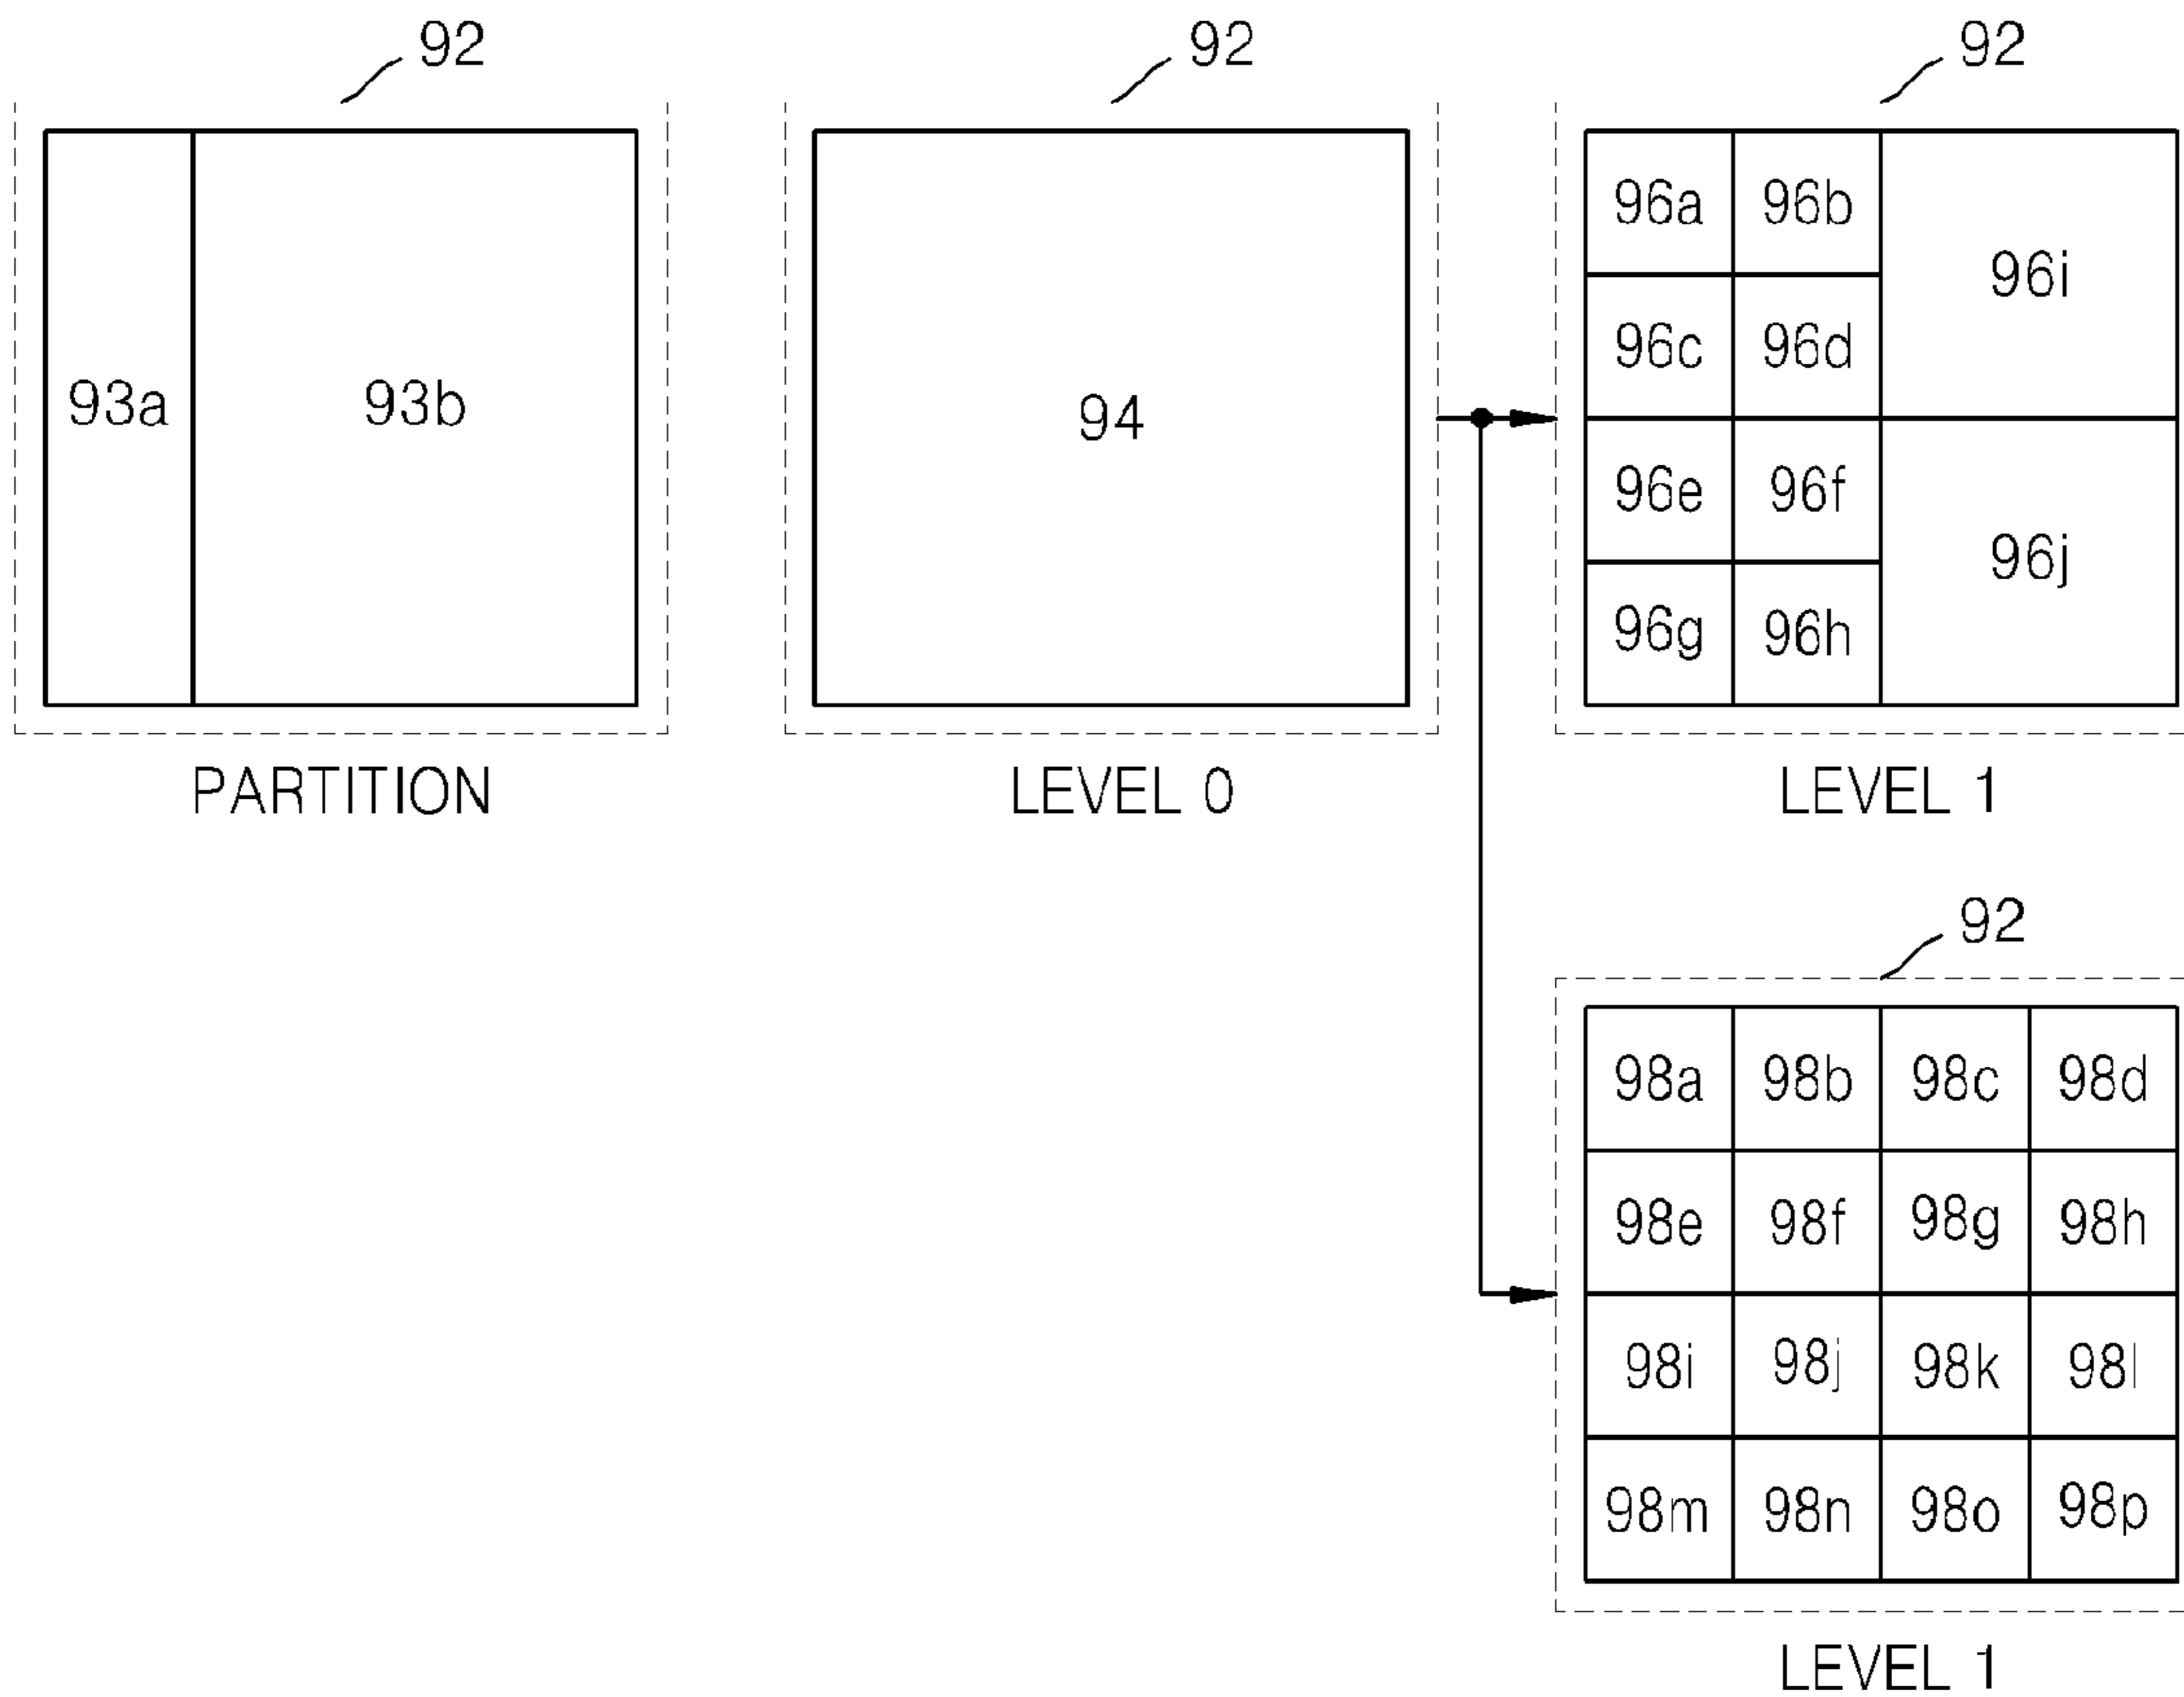 92 92 92
93a 93b
94
96a 96b 96i
96c 96d
96e 96f 96j
96g 96h
PARTITION LEVEL 0 LEVEL 1
92
98a 98b 98c 98d
98e 98f 98g 98h
98i 98j 98k 98l
98m 98n 98o 98p
LEVEL 1